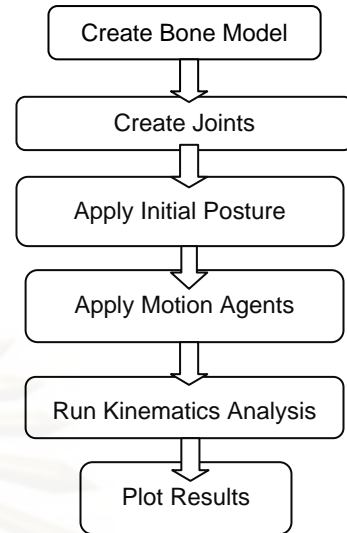 Create Bone Model
Create Joints
Apply Initial Posture
Apply Motion Agents
Run Kinematics Analysis
Plot Results